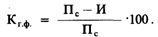 Кг.ф. = (Пс − И) / Пс · 100 .